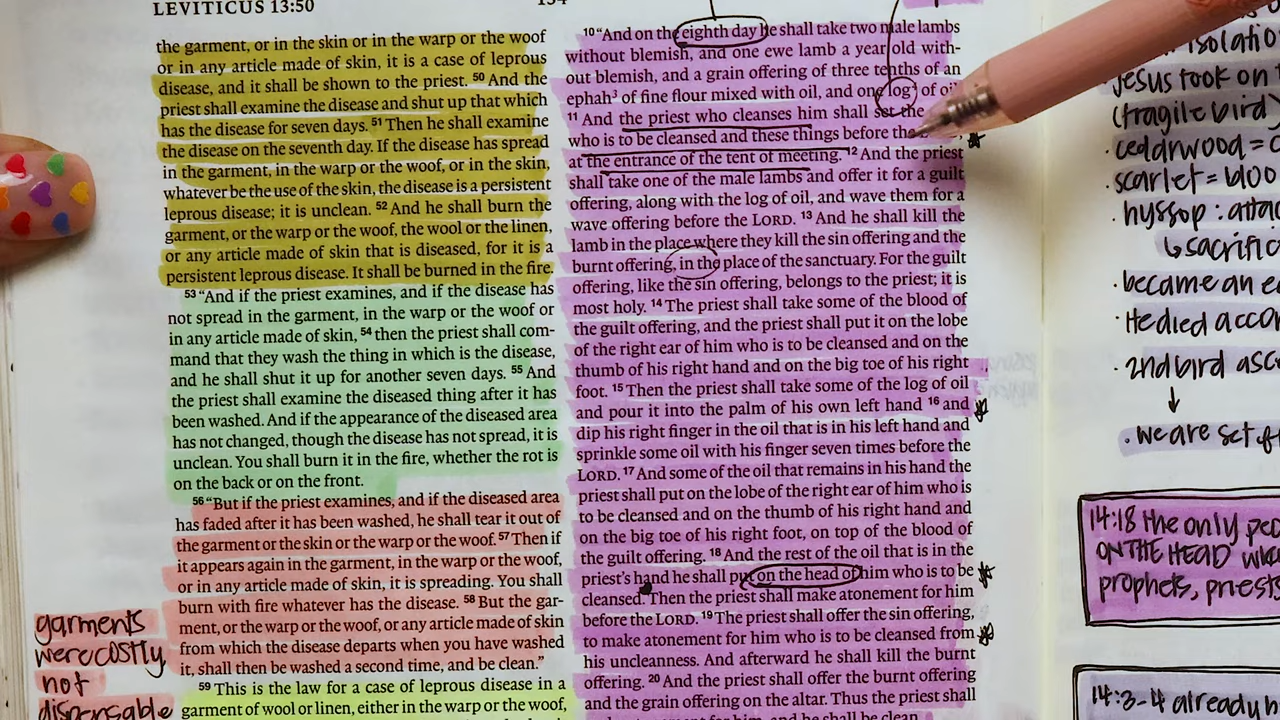 LEVITICUS 13:50
the garment, or in the skin or in the warp or the woof
or in any article made of skin, it is a case of leprous
disease, and it shall be shown to the priest. 50 And the
priest shall examine the disease and shut up that which
has the disease for seven days. 51 Then he shall examine
the disease on the seventh day. If the disease has spread
in the garment, in the warp or the woof, or in the skin,
whatever be the use of the skin, the disease is a persistent
leprous disease; it is unclean. 52 And he shall burn the
garment, or the warp or the woof, the wool or the linen,
or any article made of skin that is diseased, for it is a
persistent leprous disease. It shall be burned in the fire.
53 “And if the priest examines, and if the disease has
not spread in the garment, in the warp or the woof or
in any article made of skin, 54 then the priest shall com-
mand that they wash the thing in which is the disease,
and he shall shut it up for another seven days. 55 And
the priest shall examine the diseased thing after it has
been washed. And if the appearance of the diseased area
has not changed, though the disease has not spread, it is
unclean. You shall burn it in the fire, whether the rot is
on the back or on the front.
56 “But if the priest examines, and if the diseased area
has faded after it has been washed, he shall tear it out of
the garment or the skin or the warp or the woof. 57 Then if
it appears again in the garment, in the warp or the woof,
or in any article made of skin, it is spreading. You shall
burn with fire whatever has the disease. 58 But the gar-
ment, or the warp or the woof, or any article made of skin
from which the disease departs when you have washed
it, shall then be washed a second time, and be clean.”
59 This is the law for a case of leprous disease in a
garment of wool or linen, either in the warp or the woof,
garments
were costly
not
dispensable
10 “And on the eighth day he shall take two male lambs
without blemish, and one ewe lamb a year old with-
out blemish, and a grain offering of three tenths of an
ephah³ of fine flour mixed with oil, and one log³ of oil
11 And the priest who cleanses him shall set the
who is to be cleansed and these things before the
at the entrance of the tent of meeting. 12 And the priest
shall take one of the male lambs and offer it for a guilt
offering, along with the log of oil, and wave them for a
wave offering before the LORD. 13 And he shall kill the
lamb in the place where they kill the sin offering and the
burnt offering, in the place of the sanctuary. For the guilt
offering, like the sin offering, belongs to the priest; it is
most holy. 14 The priest shall take some of the blood of
the guilt offering, and the priest shall put it on the lobe
of the right ear of him who is to be cleansed and on the
thumb of his right hand and on the big toe of his right
foot. 15 Then the priest shall take some of the log of oil
and pour it into the palm of his own left hand 16 and
dip his right finger in the oil that is in his left hand and
sprinkle some oil with his finger seven times before the
LORD. 17 And some of the oil that remains in his hand the
priest shall put on the lobe of the right ear of him who is
to be cleansed and on the thumb of his right hand and
on the big toe of his right foot, on top of the blood of
the guilt offering. 18 And the rest of the oil that is in the
priest's hand he shall put on the head of him who is to be
cleansed. Then the priest shall make atonement for him
before the LORD. 19 The priest shall offer the sin offering,
to make atonement for him who is to be cleansed from
his uncleanness. And afterward he shall kill the burnt
offering. 20 And the priest shall offer the burnt offering
and the grain offering on the altar. Thus the priest shall
Jesus took on
(fragile bird)
· cedarwood =
· scarlet =
· hyssop:
↳
· became an
· He died
· 2nd bird
↓
· we are set
14:18 the only
ON THE HEAD
prophets,
14:3-4 already